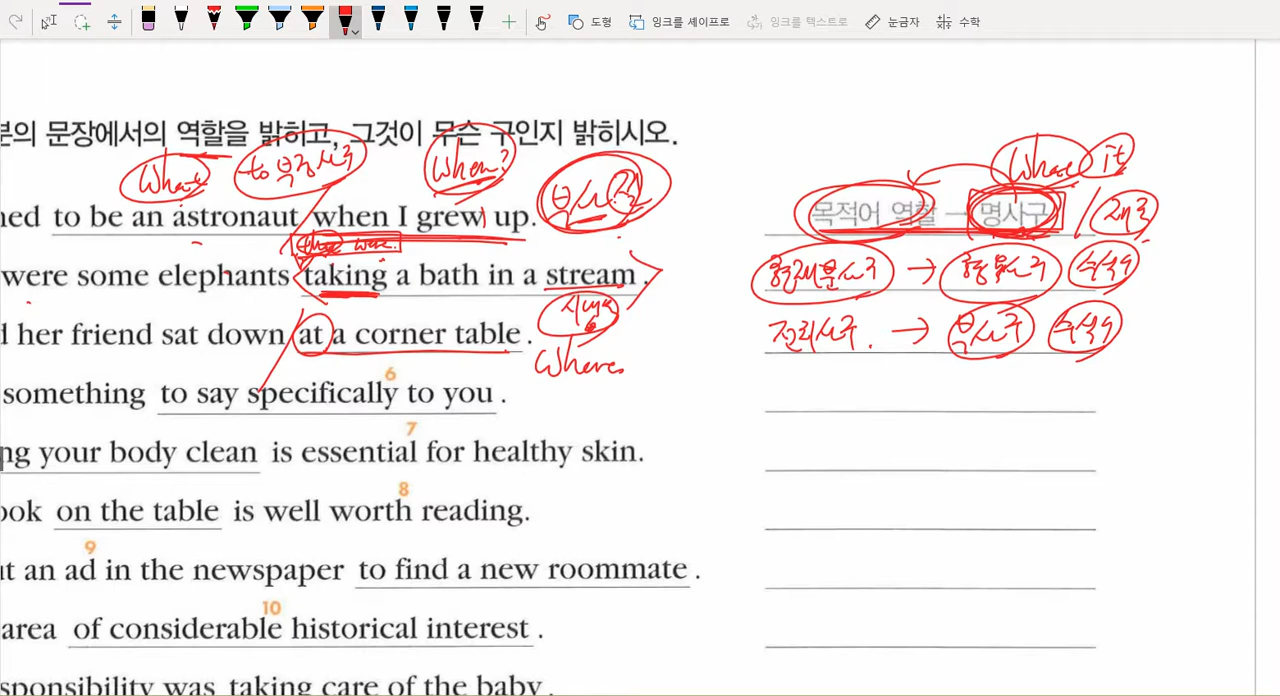 도형 잉크를 셰이프로 잉크를 텍스트로 눈금자 수학
분의 문장에서의 역할을 밝히고, 그것이 무슨 구인지 밝히시오.
What to부정사구 When? What it
ned to be an astronaut when I grew up. 부사절 목적어 역할 → 명사구 / 재료
were
were some elephants taking a bath in a stream. 현재분사구 → 형용사구 수식어
d her friend sat down at a corner table. 전치사구. → 부사구 수식어
Where
6
something to say specifically to you.
7
ng your body clean is essential for healthy skin.
8
ook on the table is well worth reading.
9
ut an ad in the newspaper to find a new roommate.
10
area of considerable historical interest.
sponsibility was taking care of the baby.